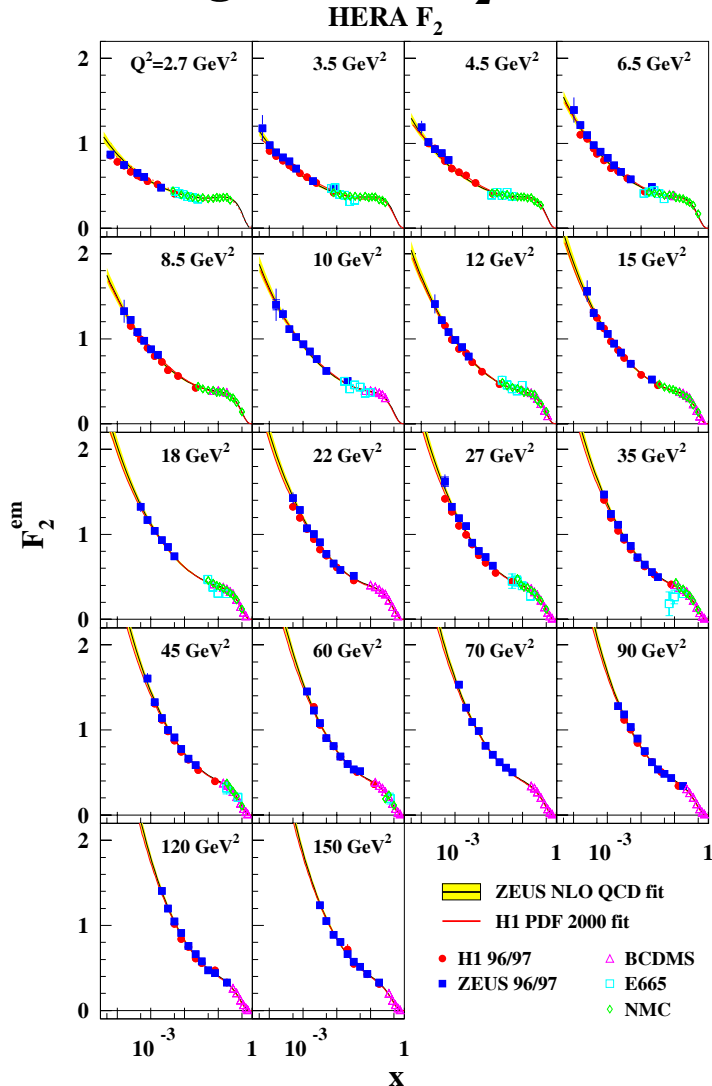 HERA F₂
Q²=2.7 GeV²
3.5 GeV²
4.5 GeV²
6.5 GeV²
8.5 GeV²
10 GeV²
12 GeV²
15 GeV²
18 GeV²
22 GeV²
27 GeV²
35 GeV²
45 GeV²
60 GeV²
70 GeV²
90 GeV²
120 GeV²
150 GeV²
F₂^em
2
1
0
2
1
0
2
1
0
2
1
0
2
1
0
10⁻³ 1
10⁻³ 1
10⁻³ 1
10⁻³ 1
x
ZEUS NLO QCD fit
H1 PDF 2000 fit
H1 96/97
ZEUS 96/97
BCDMS
E665
NMC